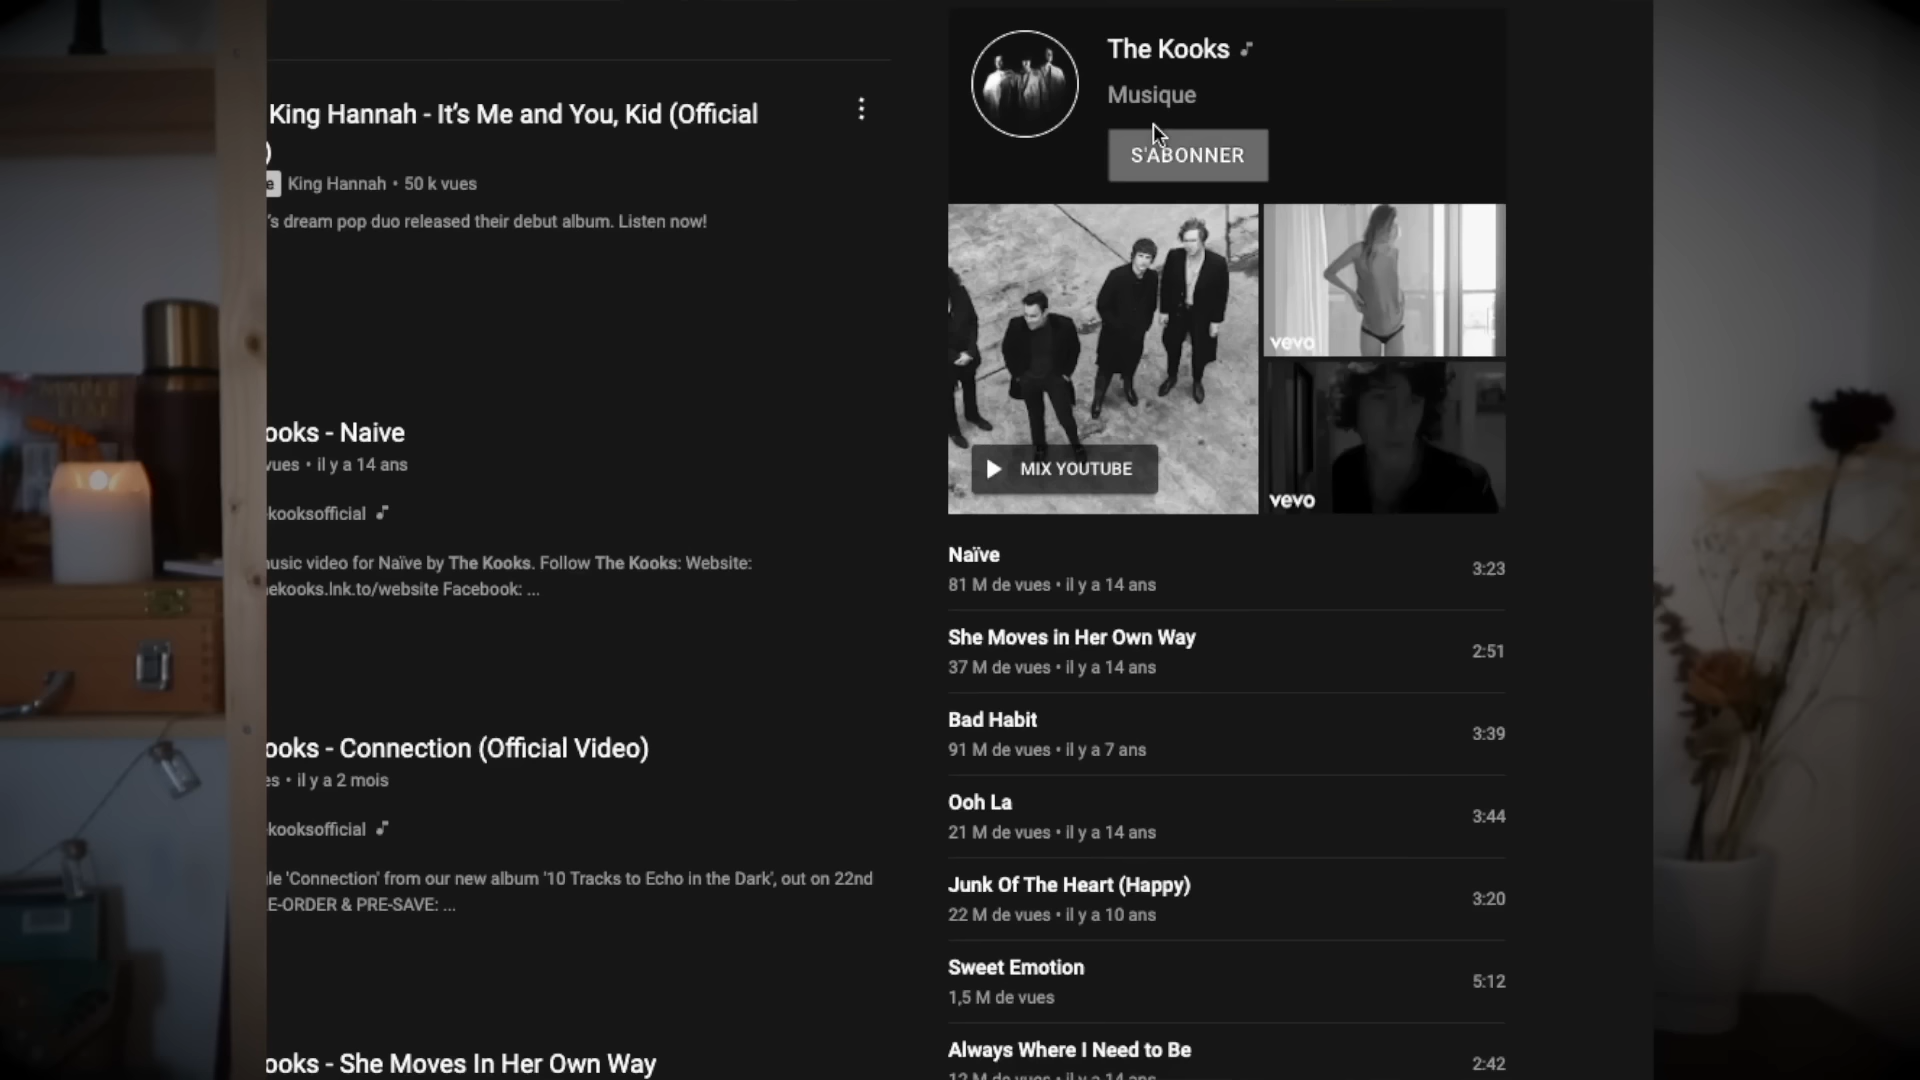 King Hannah - It’s Me and You, Kid (Official
)
e King Hannah • 50 k vues
's dream pop duo released their debut album. Listen now!
ooks - Naive
vues • il y a 14 ans
kooksofficial
usic video for Naïve by The Kooks. Follow The Kooks: Website:
ekooks.lnk.to/website Facebook: ...
ooks - Connection (Official Video)
es • il y a 2 mois
kooksofficial
le 'Connection' from our new album '10 Tracks to Echo in the Dark', out on 22nd
E-ORDER & PRE-SAVE: ...
ooks - She Moves In Her Own Way
The Kooks
Musique
S'ABONNER
vevo
MIX YOUTUBE
vevo
Naïve
3:23
81 M de vues • il y a 14 ans
She Moves in Her Own Way
2:51
37 M de vues • il y a 14 ans
Bad Habit
3:39
91 M de vues • il y a 7 ans
Ooh La
3:44
21 M de vues • il y a 14 ans
Junk Of The Heart (Happy)
3:20
22 M de vues • il y a 10 ans
Sweet Emotion
5:12
1,5 M de vues
Always Where I Need to Be
2:42
12 M de vues • il y a 14 ans